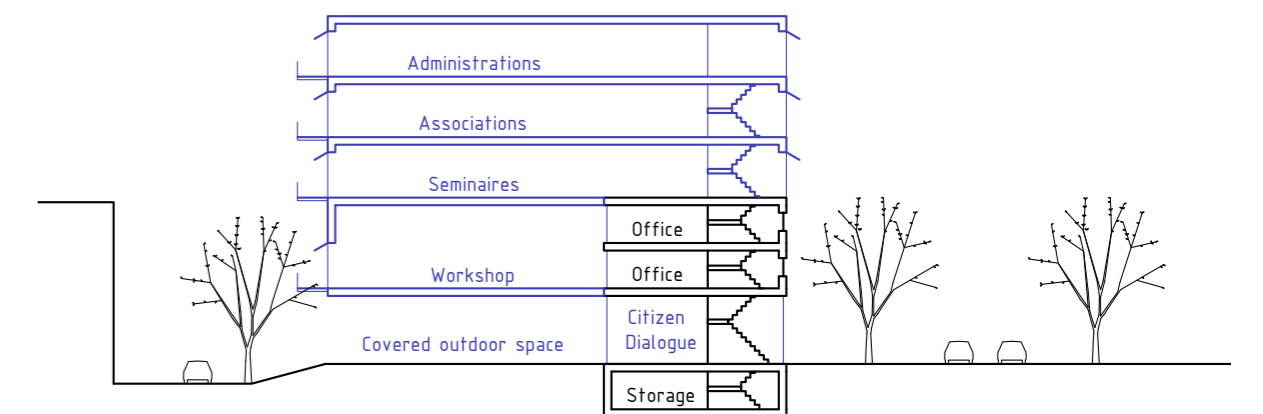 Administrations
Associations
Seminaires
Office
Workshop
Office
Citizen
Dialogue
Covered outdoor space
Storage